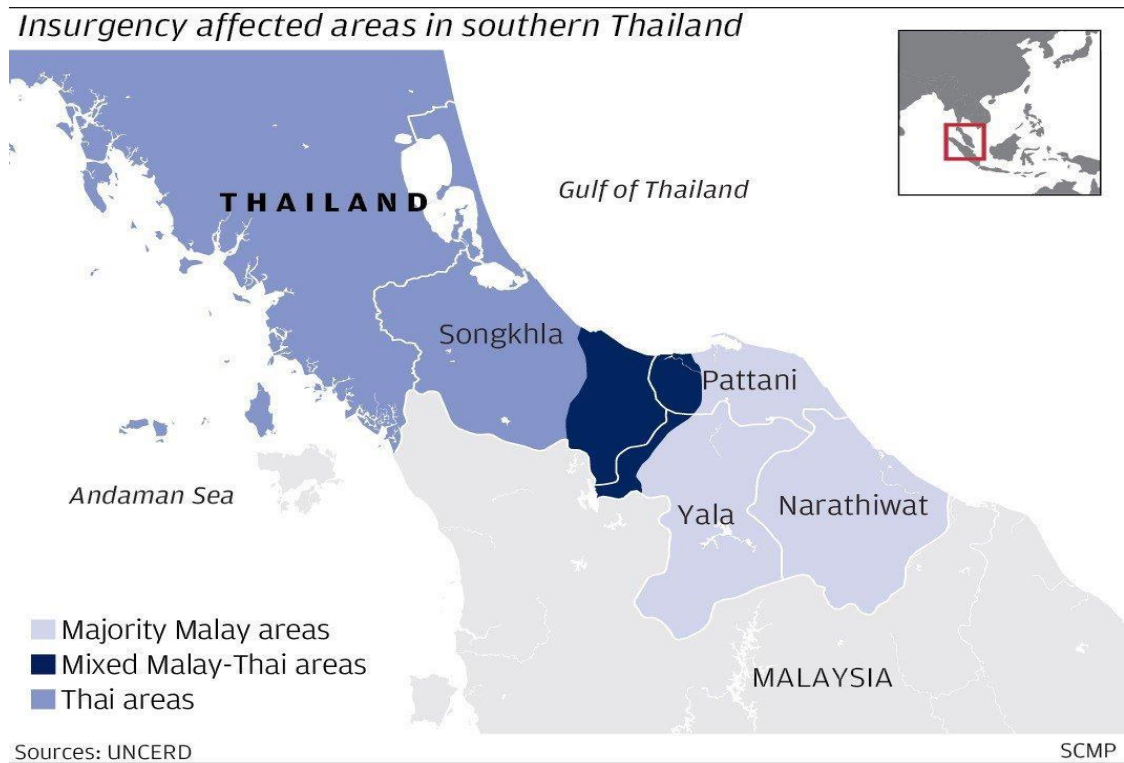 Insurgency affected areas in southern Thailand
THAILAND
Gulf of Thailand
Songkhla
Pattani
Andaman Sea
Yala
Narathiwat
Majority Malay areas
Mixed Malay-Thai areas
Thai areas
MALAYSIA
Sources: UNCERD
SCMP